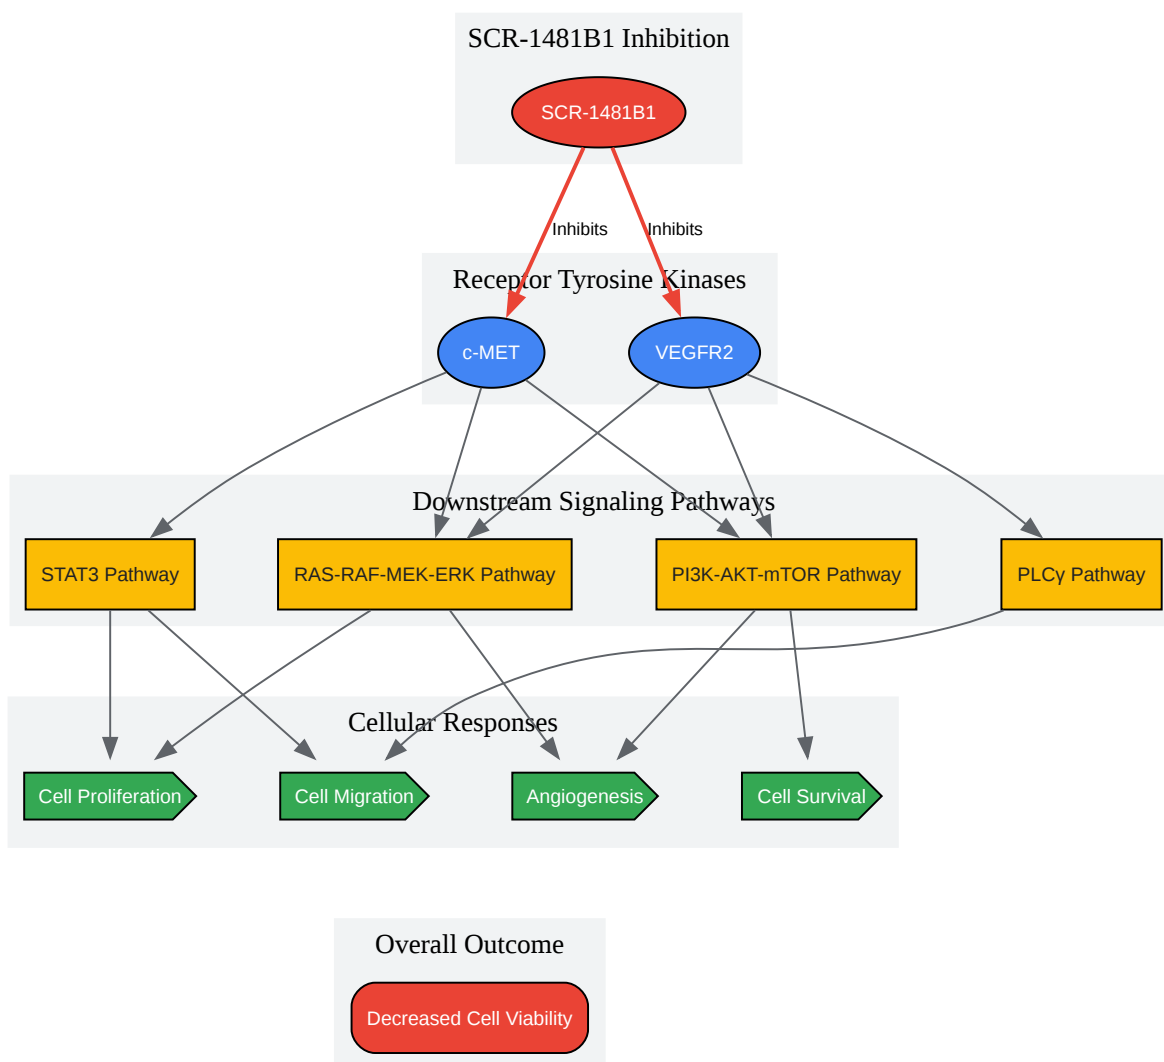 SCR-1481B1 Inhibition
SCR-1481B1
Inhibits
Inhibits
Receptor Tyrosine Kinases
c-MET
VEGFR2
Downstream Signaling Pathways
STAT3 Pathway
RAS-RAF-MEK-ERK Pathway
PI3K-AKT-mTOR Pathway
PLCγ Pathway
Cellular Responses
Cell Proliferation
Cell Migration
Angiogenesis
Cell Survival
Overall Outcome
Decreased Cell Viability